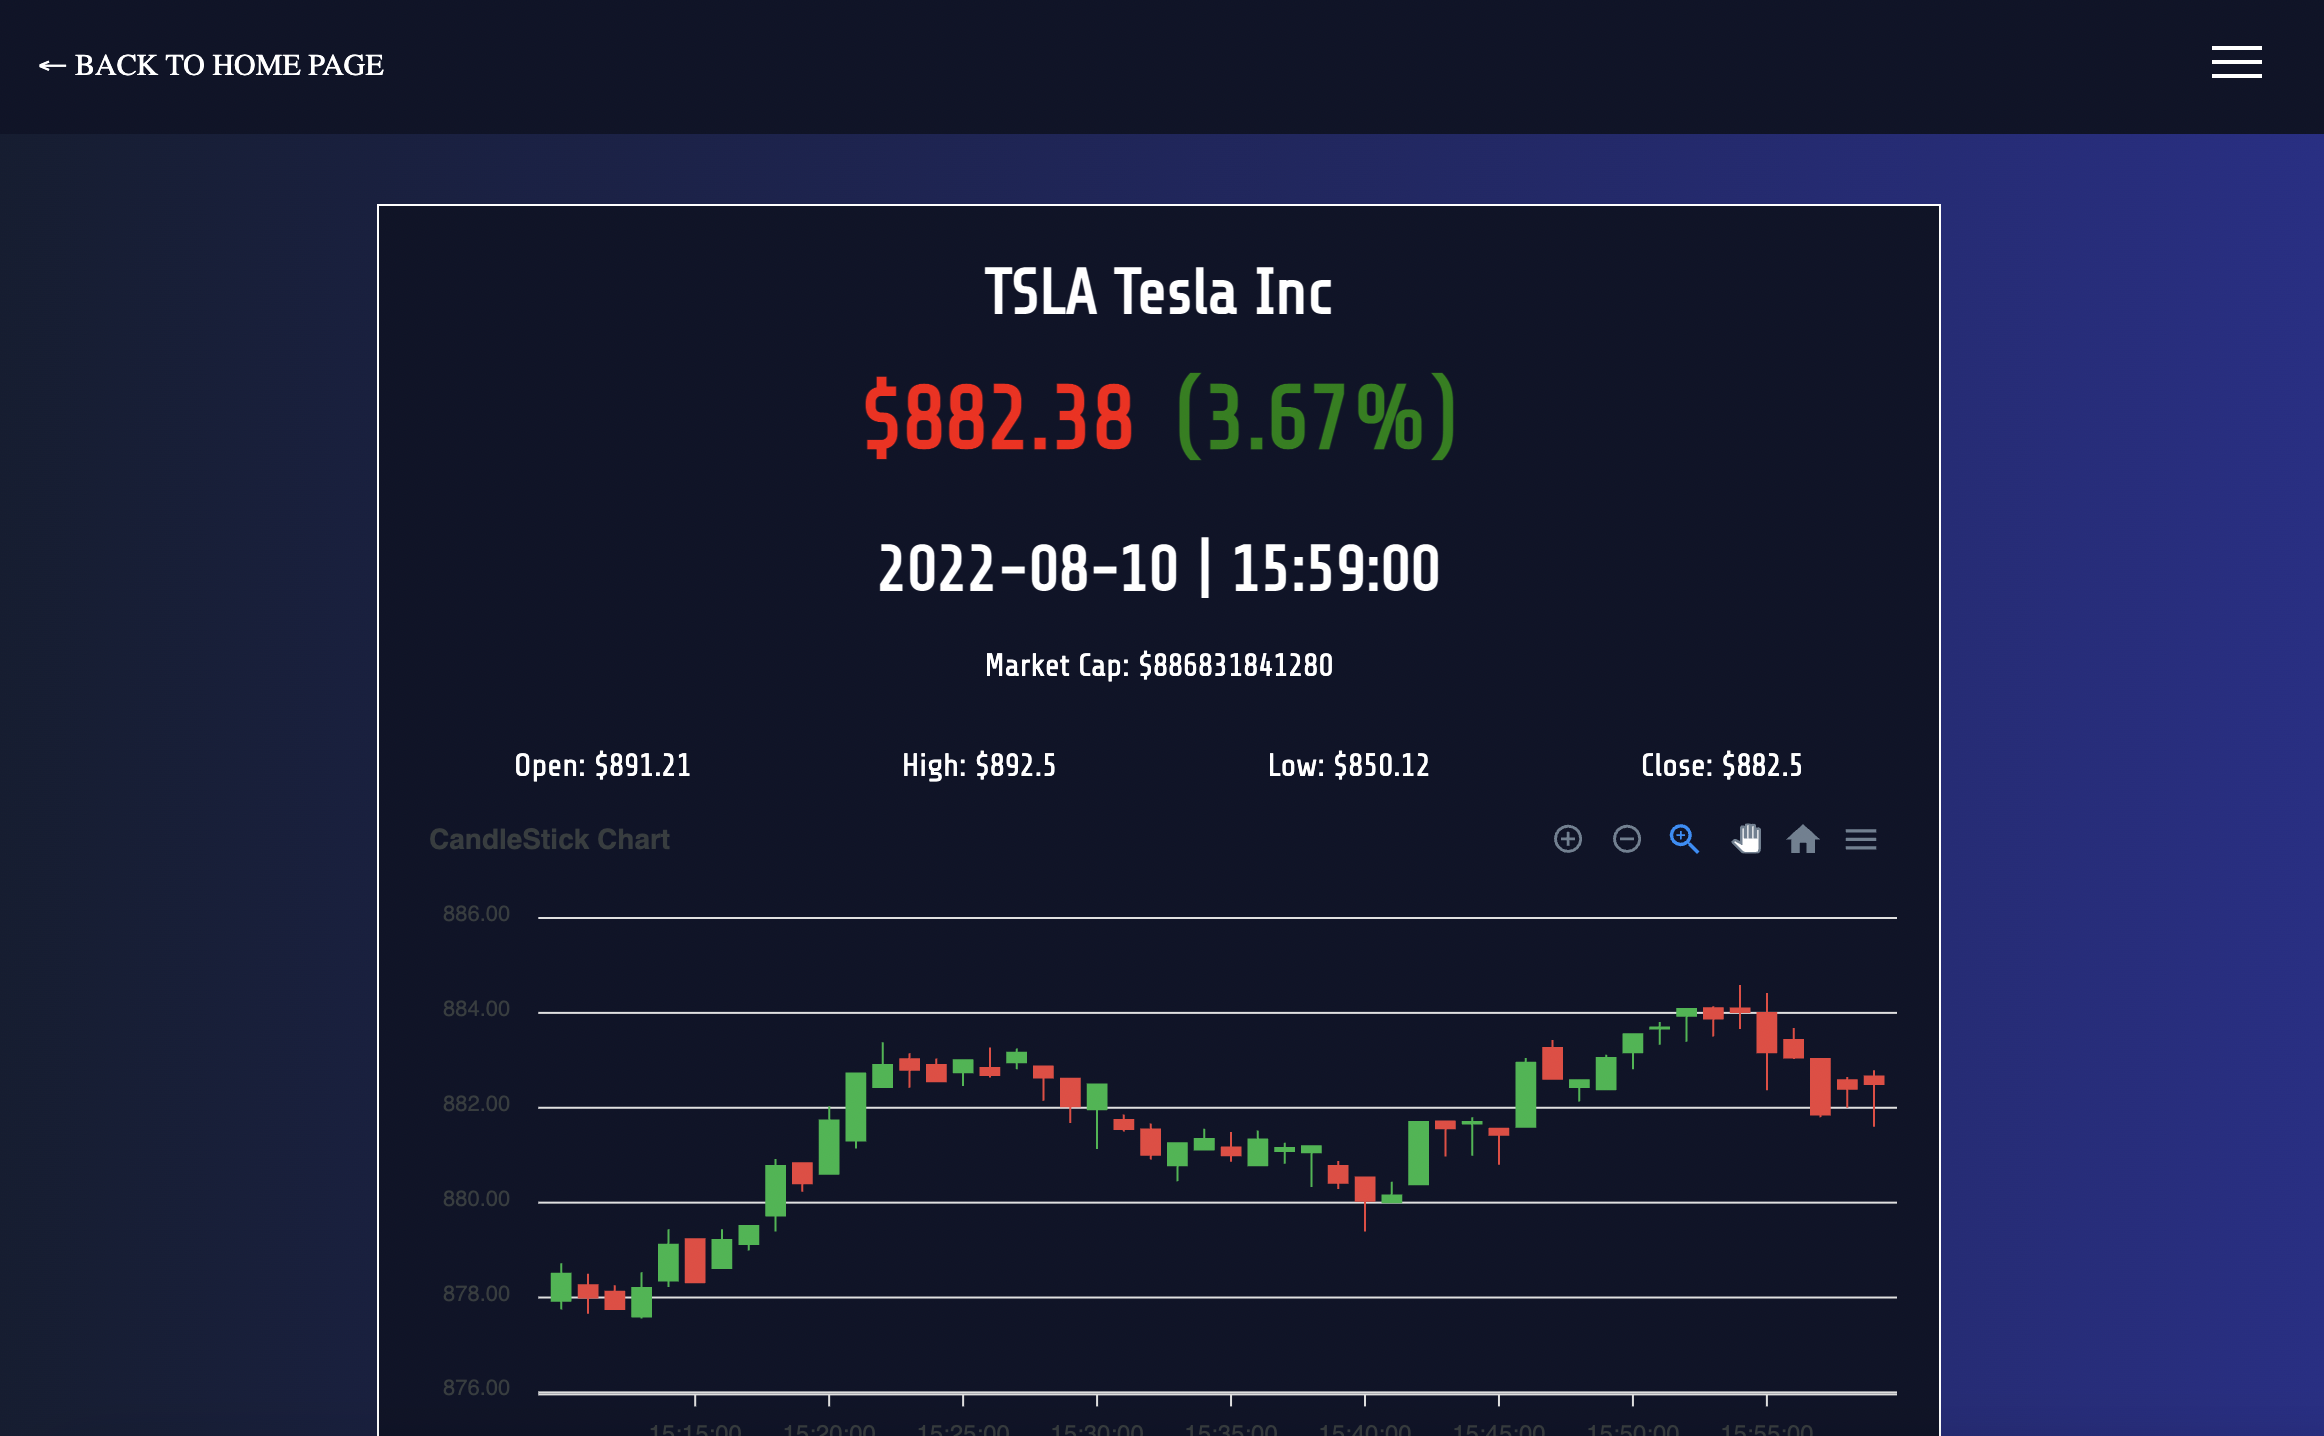 ← BACK TO HOME PAGE
TSLA Tesla Inc
$882.38 (3.67%)
2022-08-10 | 15:59:00
Market Cap: $886831841280
Open: $891.21 High: $892.5 Low: $850.12 Close: $882.5
CandleStick Chart
886.00
884.00
882.00
880.00
878.00
876.00
15:15:00 15:20:00 15:25:00 15:30:00 15:35:00 15:40:00 15:45:00 15:50:00 15:55:00